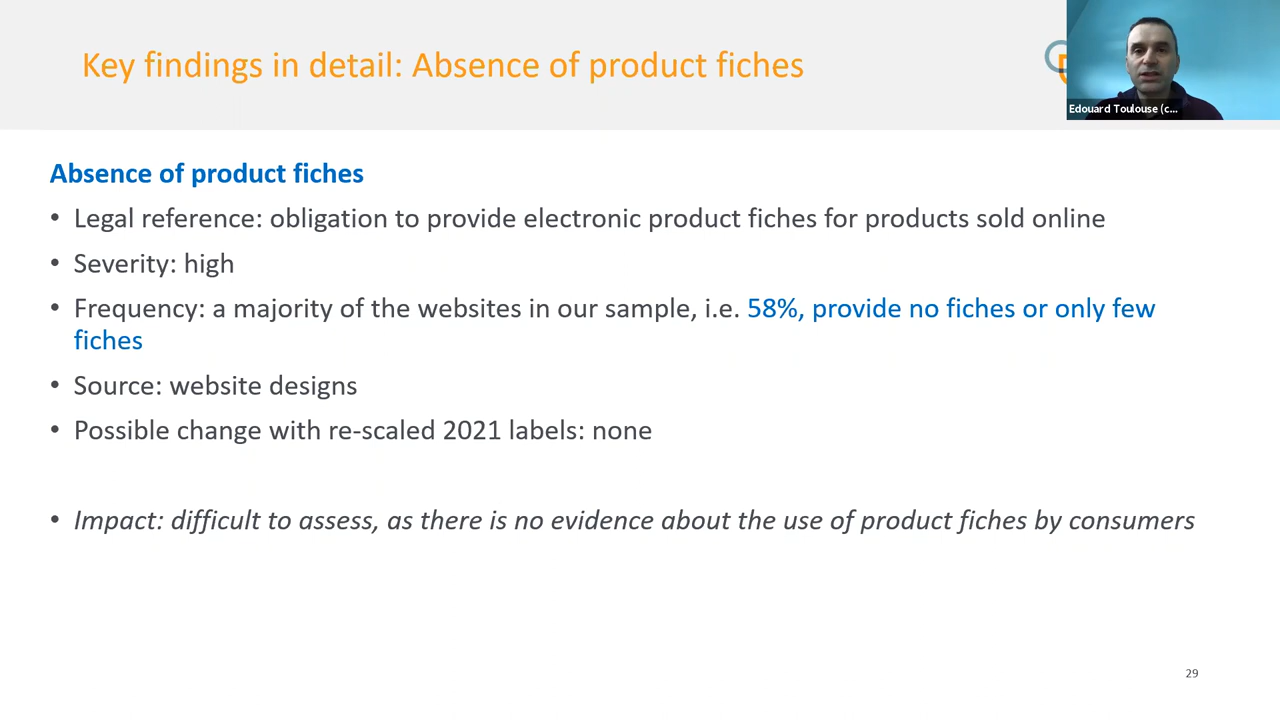 Key findings in detail: Absence of product fiches
Edouard Toulouse (c...
Absence of product fiches
• Legal reference: obligation to provide electronic product fiches for products sold online
• Severity: high
• Frequency: a majority of the websites in our sample, i.e. 58%, provide no fiches or only few
fiches
• Source: website designs
• Possible change with re-scaled 2021 labels: none
• Impact: difficult to assess, as there is no evidence about the use of product fiches by consumers
29